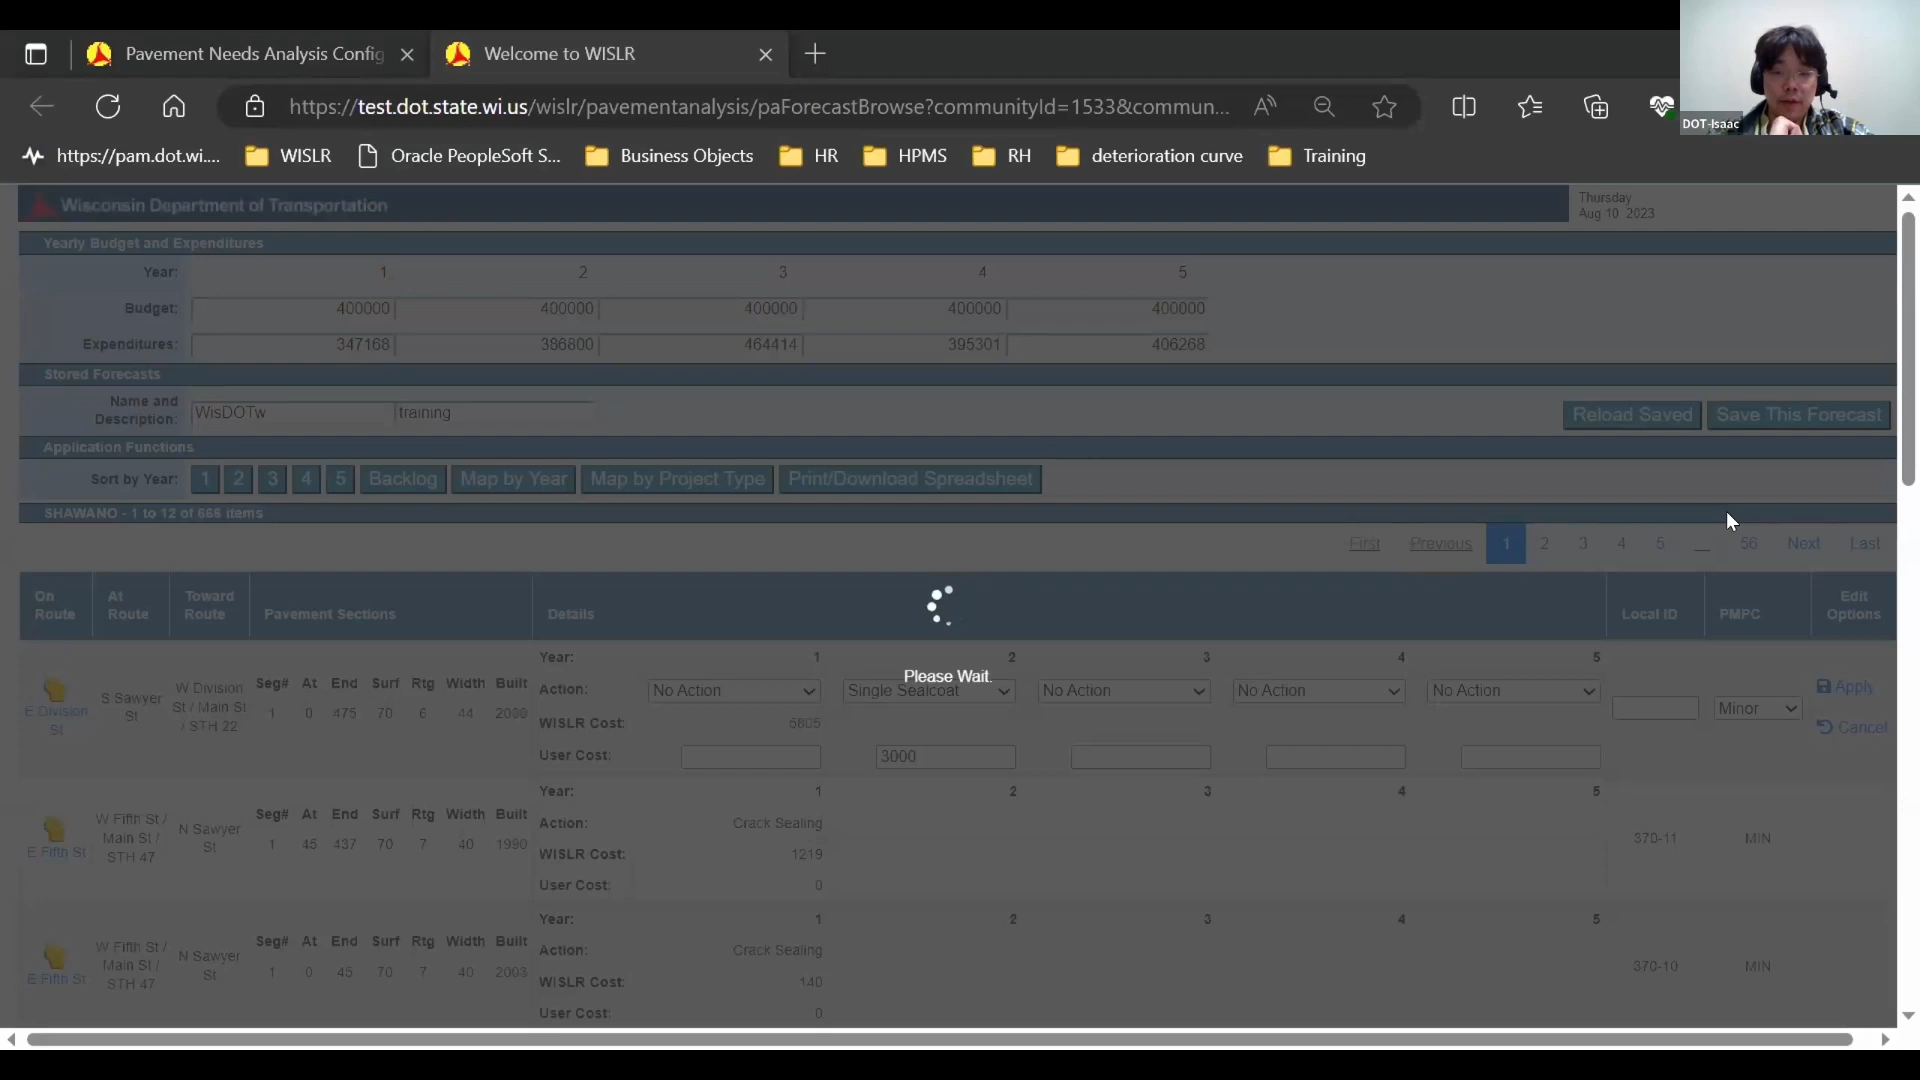 Pavement Needs Analysis Config
Welcome to WISLR
https://test.dot.state.wi.us/wislr/pavementanalysis/paForecastBrowse?communityId=1533&commun...
DOT-Isaac
https://pam.dot.wi....
WISLR
Oracle PeopleSoft S...
Business Objects
HR
HPMS
RH
deterioration curve
Training
Wisconsin Department of Transportation
Thursday
Aug 10, 2023
Yearly Budget and Expenditures
Year: 1 2 3 4 5
Budget: 400000 400000 400000 400000 400000
Expenditures: 347168 386800 464414 395301 406268
Stored Forecasts
Name and
Description: WisDOTw training Reload Saved Save This Forecast
Application Functions
Sort by Year: 1 2 3 4 5 Backlog Map by Year Map by Project Type Print/Download Spreadsheet
SHAWANO - 1 to 12 of 666 items
First Previous 1 2 3 4 5 ... 56 Next Last
On Route At Route Toward Route Pavement Sections Details Local ID PMPC Edit Options
E Division St
S Sawyer St
W Division St / Main St / STH 22
Seg# At End Surf Rtg Width Built
1 0 475 70 6 44 2000
Year: 1 2 3 4 5
Action: No Action Single Sealcoat No Action No Action No Action
WISLR Cost: 5805
User Cost: 3000
Minor
Apply
Cancel
Please Wait.
E Fifth St
W Fifth St / Main St / STH 47
N Sawyer St
Seg# At End Surf Rtg Width Built
1 45 437 70 7 40 1990
Year: 1 2 3 4 5
Action: Crack Sealing
WISLR Cost: 1219
User Cost: 0
370-11 MIN
E Fifth St
W Fifth St / Main St / STH 47
N Sawyer St
Seg# At End Surf Rtg Width Built
1 0 45 70 7 40 2003
Year: 1 2 3 4 5
Action: Crack Sealing
WISLR Cost: 140
User Cost: 0
370-10 MIN